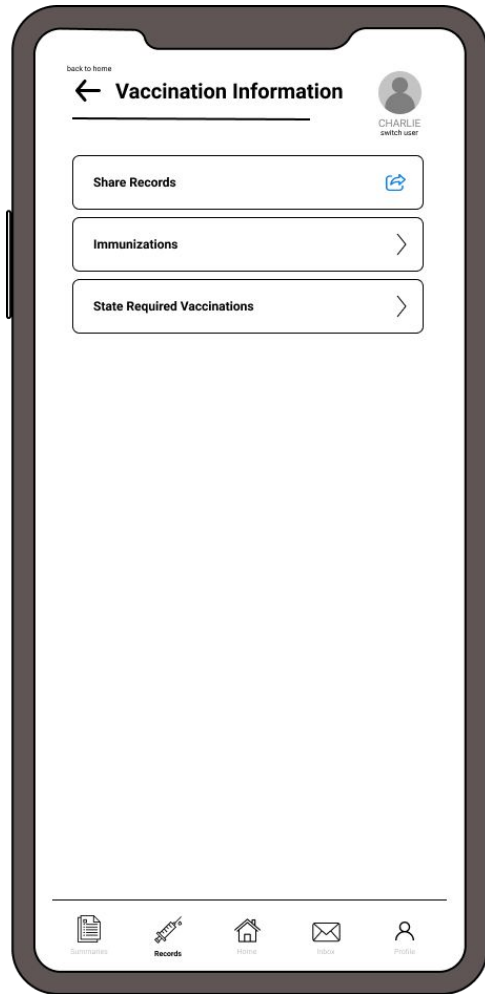 back to home
Vaccination Information
CHARLIE
switch user
Share Records
Immunizations
State Required Vaccinations
Summaries
Records
Home
Inbox
Profile